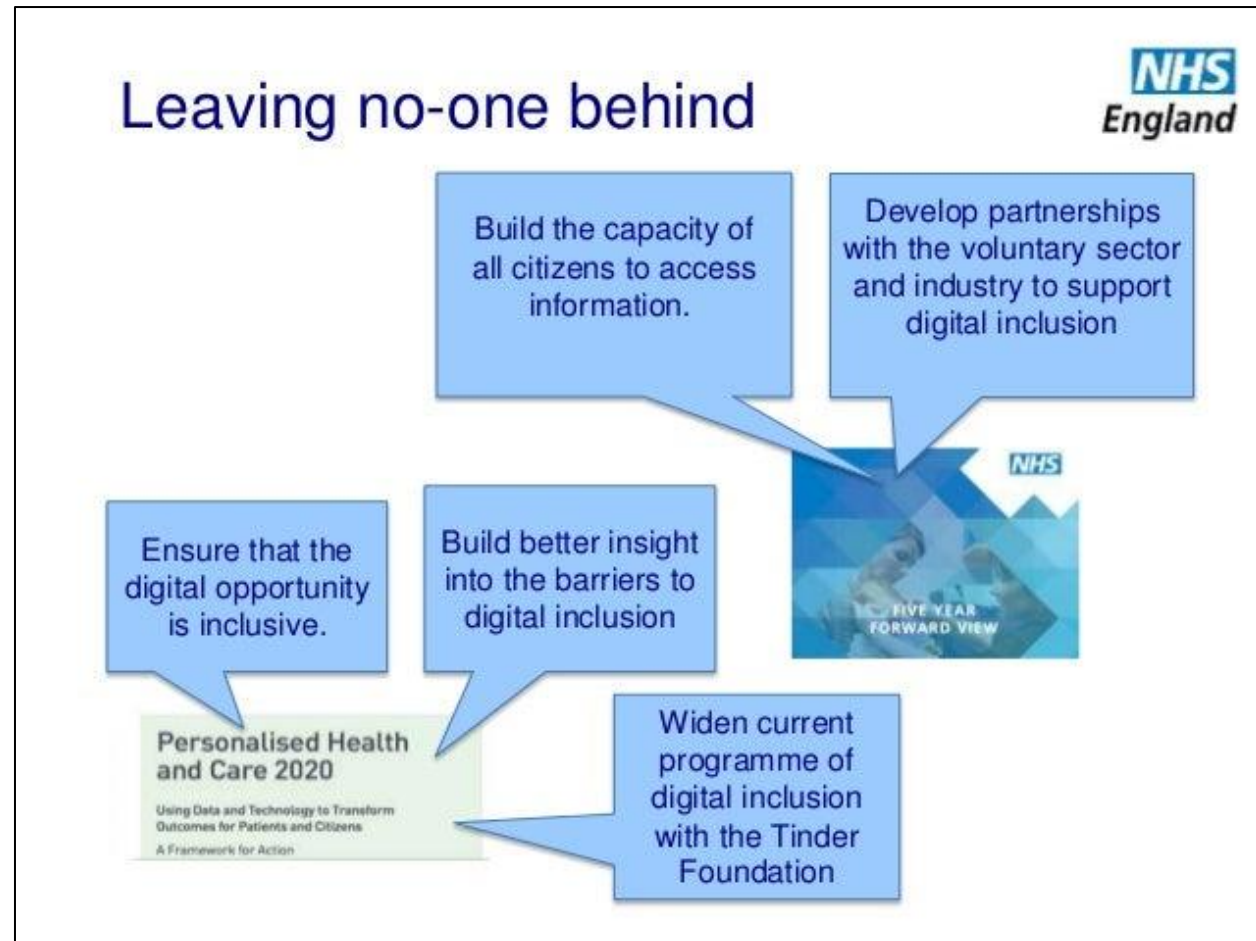 Leaving no-one behind
NHS
England
Build the capacity of
all citizens to access
information.
Develop partnerships
with the voluntary sector
and industry to support
digital inclusion
NHS
FIVE YEAR
FORWARD VIEW
Ensure that the
digital opportunity
is inclusive.
Build better insight
into the barriers to
digital inclusion
Personalised Health
and Care 2020
Using Data and Technology to Transform
Outcomes for Patients and Citizens
A Framework for Action
Widen current
programme of
digital inclusion
with the Tinder
Foundation